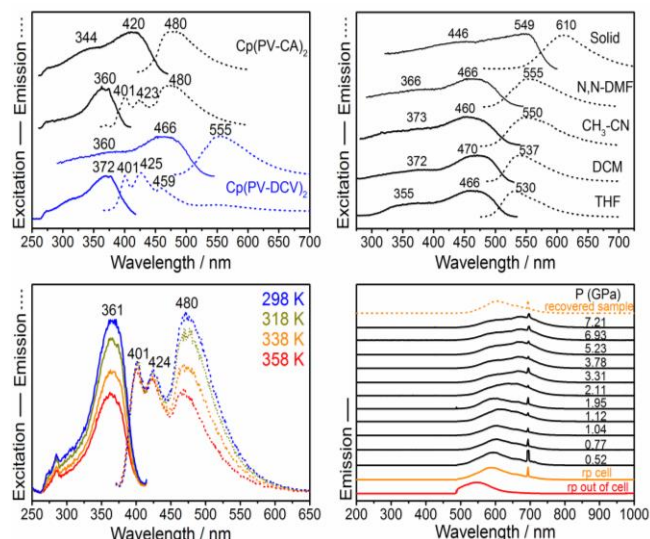 344
420
480
Cp(PV-CA)₂
360
401
423
480
360
466
555
372
401
425
459
Cp(PV-DCV)₂
Excitation —— Emission ·····
250 300 350 400 450 500 550 600 650 700
Wavelength / nm
446
549
610
Solid
366
466
555
N,N-DMF
373
460
550
CH₃-CN
372
470
537
DCM
355
466
530
THF
Excitation —— Emission ····
300 350 400 450 500 550 600 650 700
Wavelength / nm
361
480
401
424
298 K
318 K
338 K
358 K
Excitation —— Emission ·····
250 300 350 400 450 500 550 600 650
Wavelength / nm
P (GPa)
recovered sample
7.21
6.93
5.23
3.78
3.31
2.11
1.95
1.12
1.04
0.77
0.52
rp cell
rp out of cell
Emission ——
200 300 400 500 600 700 800 900 1000
Wavelength / nm